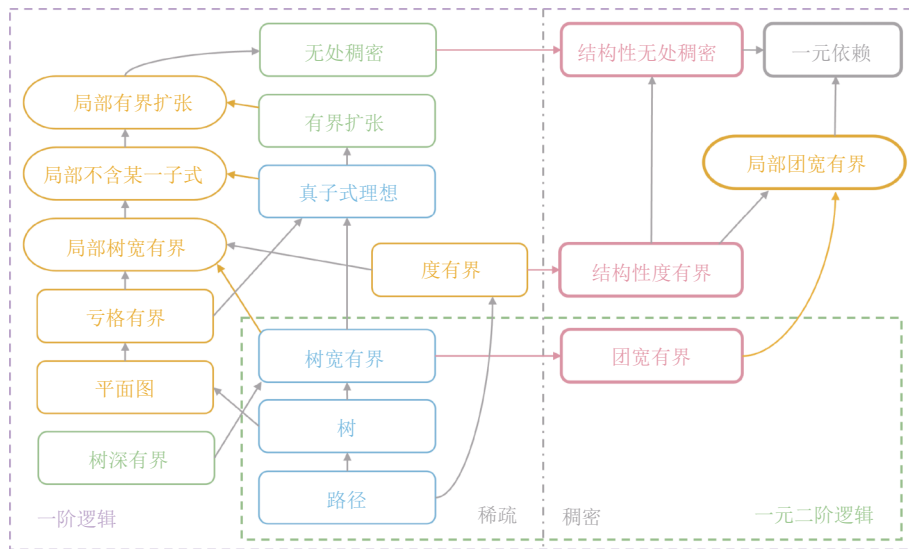 无处稠密
结构性无处稠密
一元依赖
局部有界扩张
有界扩张
局部不含某一子式
真子式理想
局部团宽有界
局部树宽有界
度有界
结构性度有界
亏格有界
树宽有界
团宽有界
平面图
树
树深有界
路径
一阶逻辑
稀疏
稠密
一元二阶逻辑